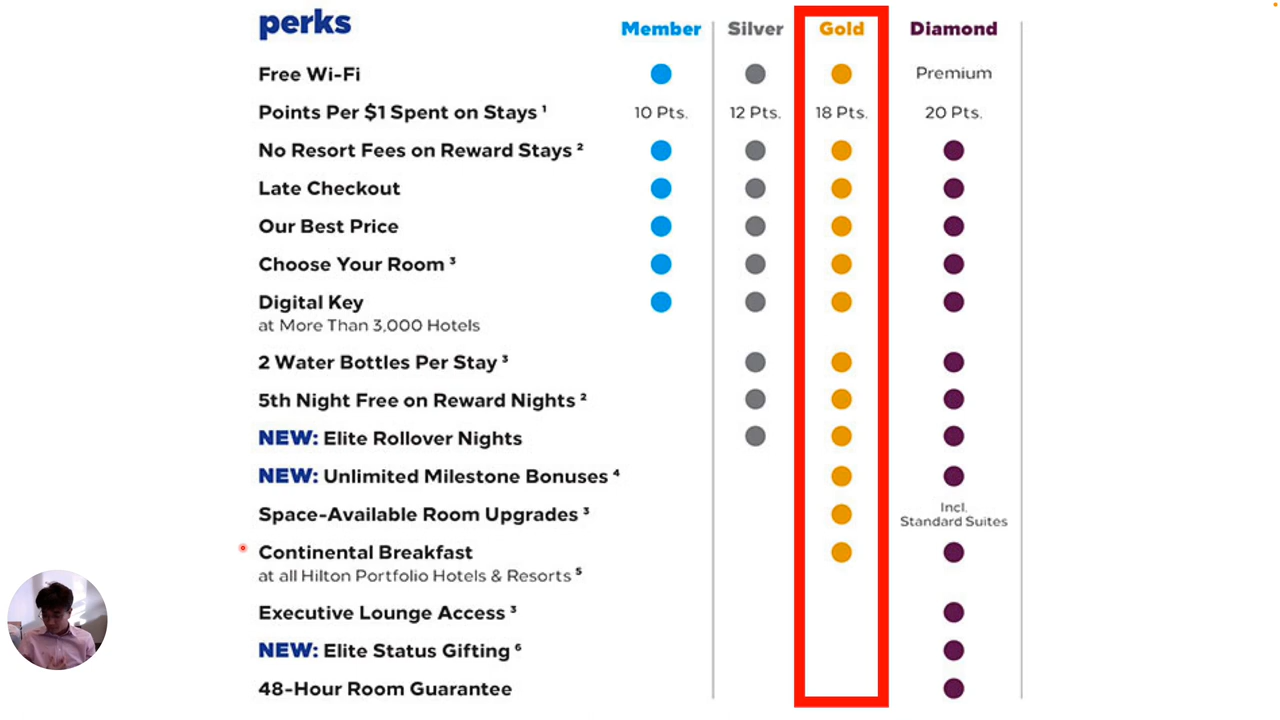 perks Member Silver Gold Diamond
Free Wi-Fi Premium
Points Per $1 Spent on Stays ¹ 10 Pts. 12 Pts. 18 Pts. 20 Pts.
No Resort Fees on Reward Stays ²
Late Checkout
Our Best Price
Choose Your Room ³
Digital Key
at More Than 3,000 Hotels
2 Water Bottles Per Stay ³
5th Night Free on Reward Nights ²
NEW: Elite Rollover Nights
NEW: Unlimited Milestone Bonuses ⁴
Space-Available Room Upgrades ³ Incl.
Standard Suites
Continental Breakfast
at all Hilton Portfolio Hotels & Resorts ⁵
Executive Lounge Access ³
NEW: Elite Status Gifting ⁶
48-Hour Room Guarantee